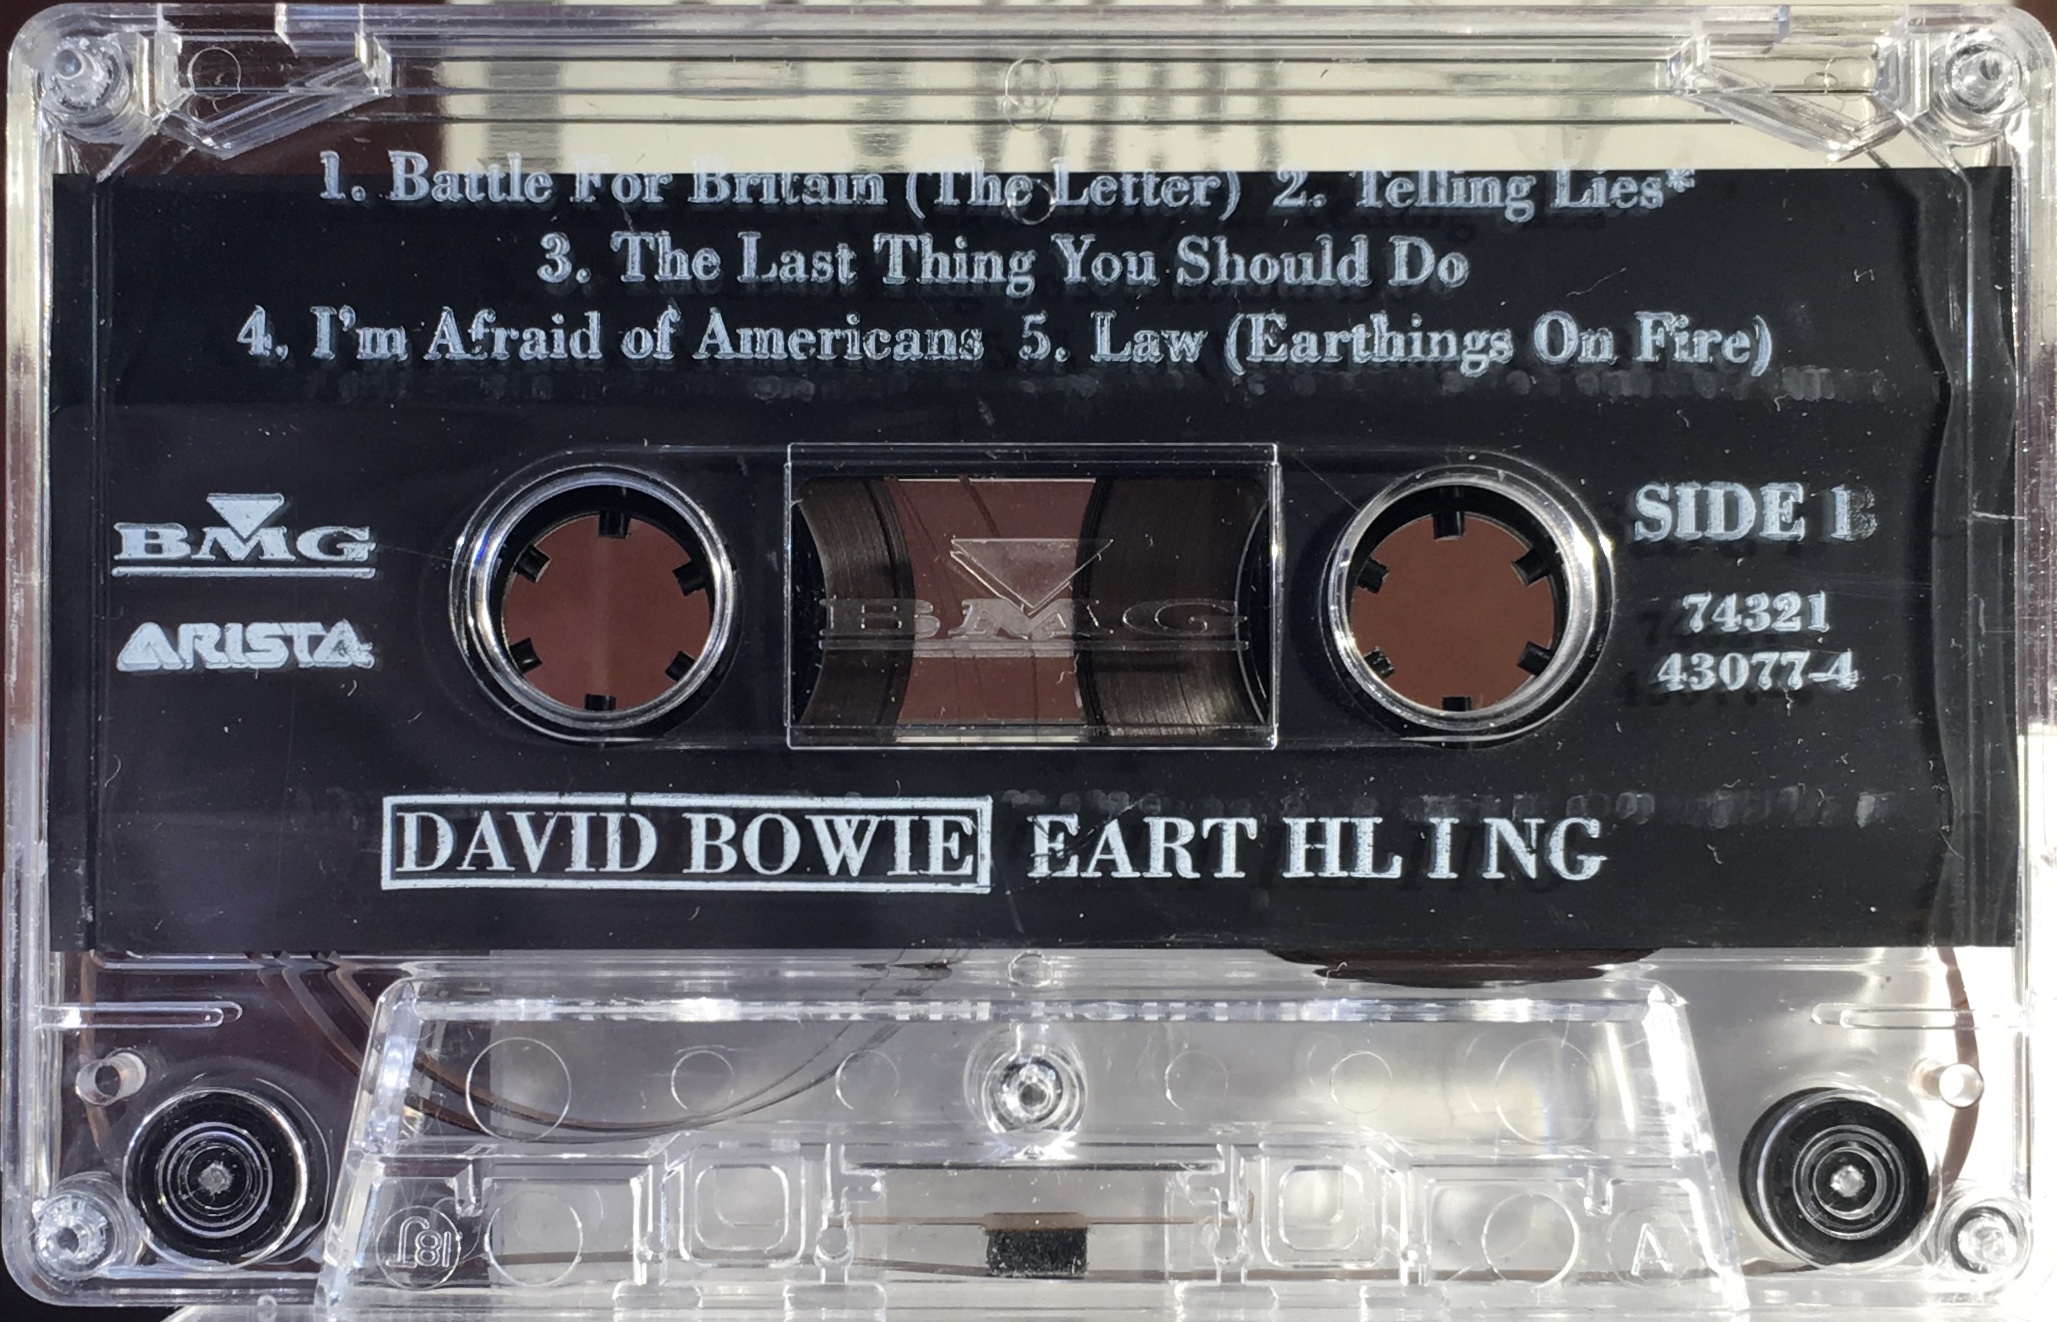 1. Battle For Britain (The Letter) 2. Telling Lies*
3. The Last Thing You Should Do
4. I'm Afraid of Americans 5. Law (Earthings On Fire)
BMG
ARISTA
BMG
SIDE 1
74321
43077-4
DAVID BOWIE EART HL I NG
A